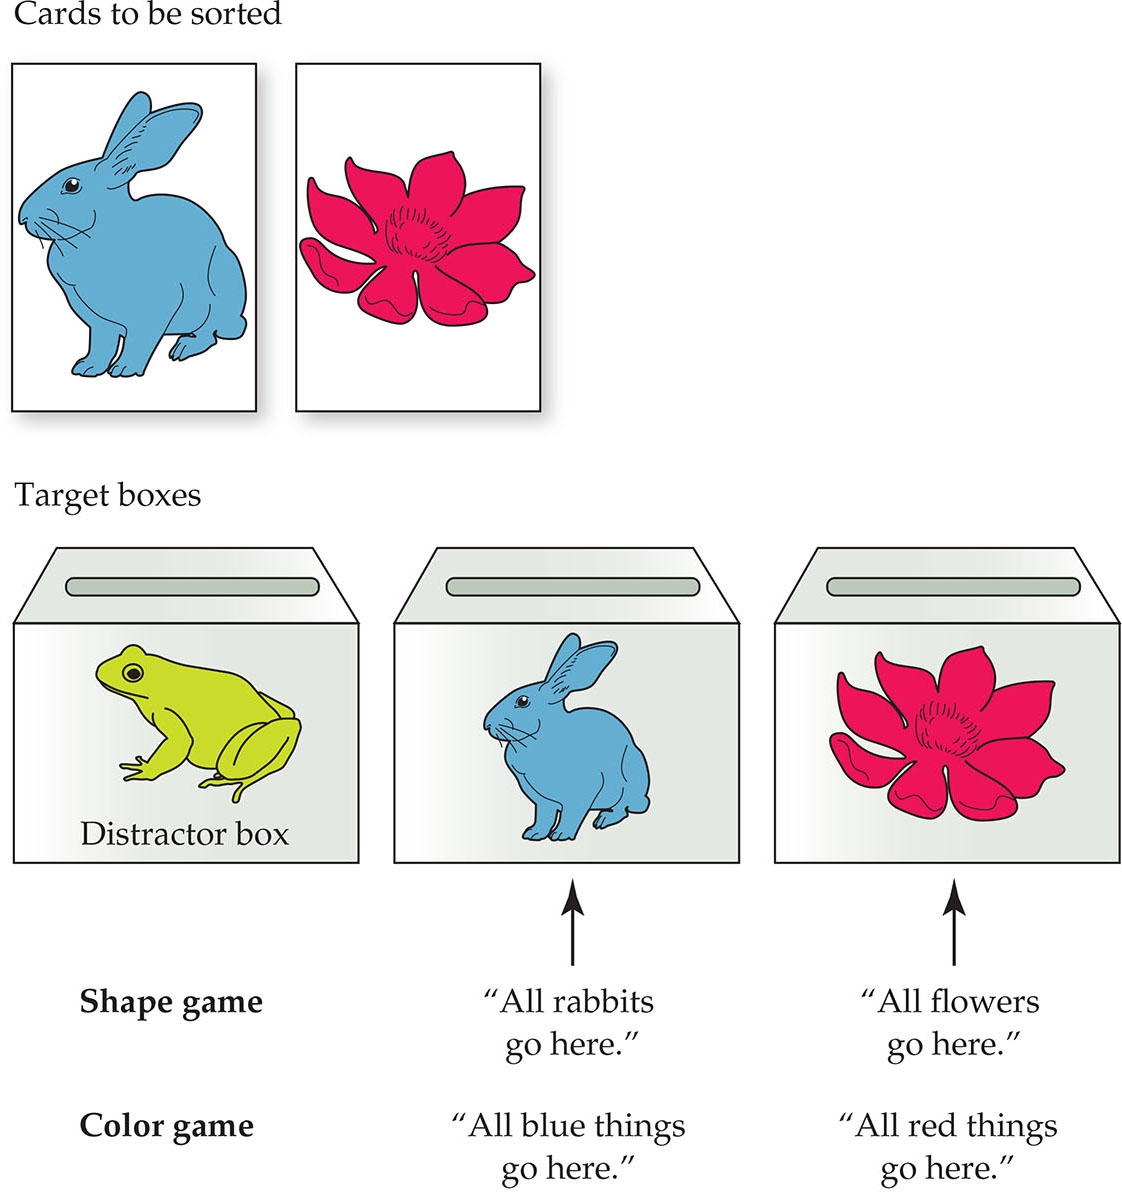 Cards to be sorted
Target boxes
Distractor box
Shape game
“All rabbits
go here.”
“All flowers
go here.”
Color game
“All blue things
go here.”
“All red things
go here.”